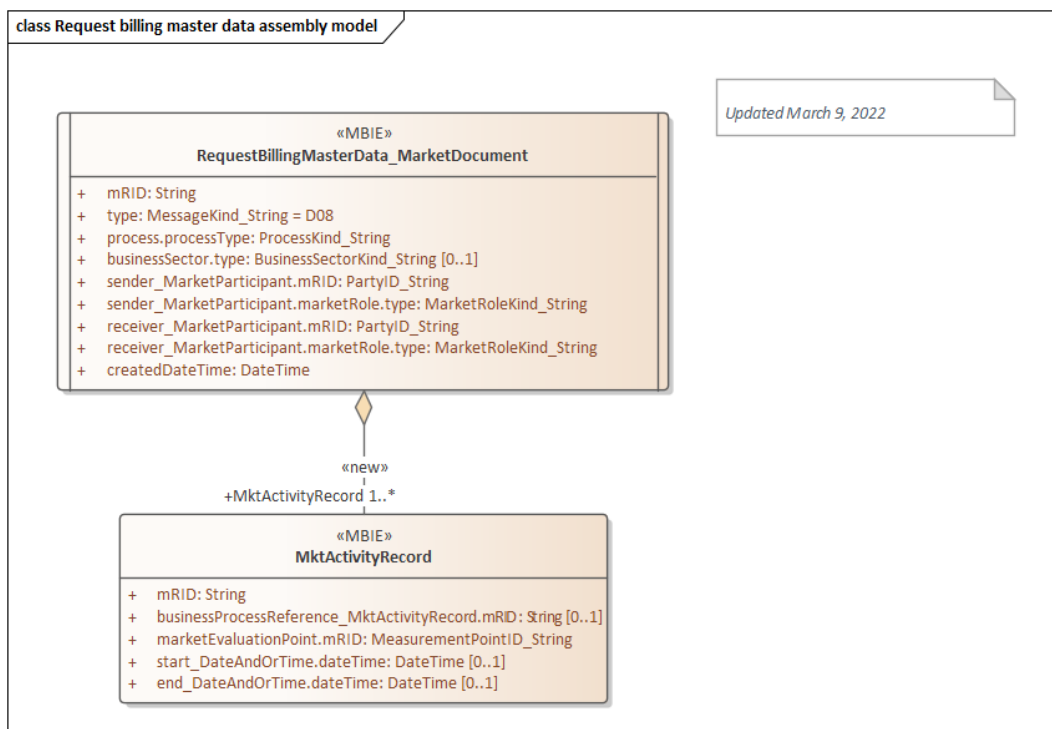 class Request billing master data assembly model
Updated March 9, 2022
«MBIE»
RequestBillingMasterData_MarketDocument
+ mRID: String
+ type: MessageKind_String = D08
+ process.processType: ProcessKind_String
+ businessSector.type: BusinessSectorKind_String [0..1]
+ sender_MarketParticipant.mRID: PartyID_String
+ sender_MarketParticipant.marketRole.type: MarketRoleKind_String
+ receiver_MarketParticipant.mRID: PartyID_String
+ receiver_MarketParticipant.marketRole.type: MarketRoleKind_String
+ createdDateTime: DateTime
«new»
+MktActivityRecord 1..*
«MBIE»
MktActivityRecord
+ mRID: String
+ businessProcessReference_MktActivityRecord.mRID: String [0..1]
+ marketEvaluationPoint.mRID: MeasurementPointID_String
+ start_DateAndOrTime.dateTime: DateTime [0..1]
+ end_DateAndOrTime.dateTime: DateTime [0..1]